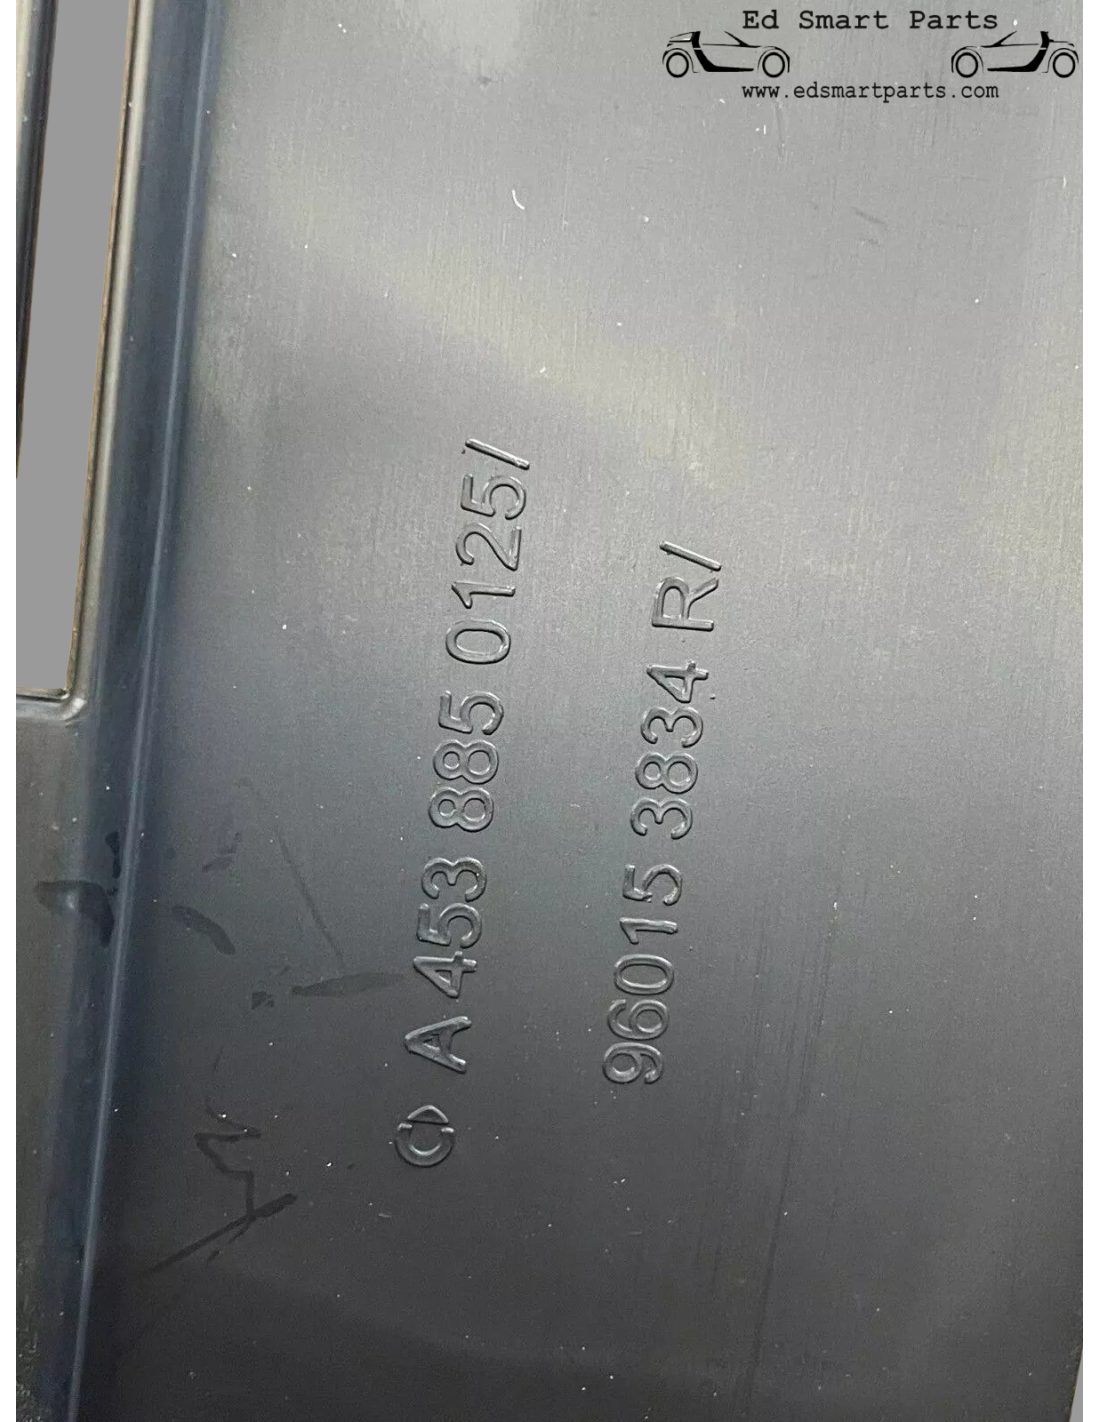 Ed Smart Parts
www.edsmartparts.com
A 453 885 0125/
96015 3834 R/